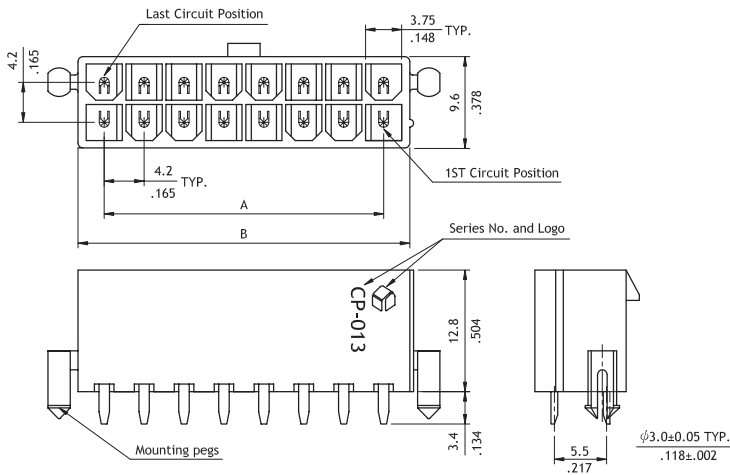 Last Circuit Position
3.75
.148
TYP.
4.2
.165
9.6
.378
4.2
.165
TYP.
1ST Circuit Position
A
B
Series No. and Logo
CP-013
12.8
.504
3.4
.134
Mounting pegs
5.5
.217
ϕ3.0±0.05 TYP.
.118±.002